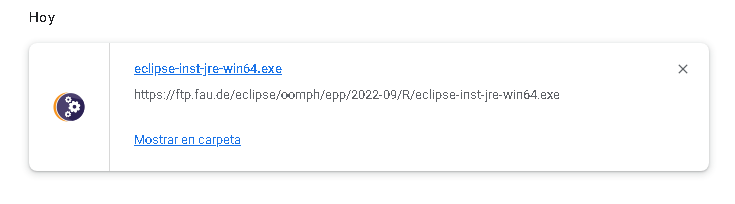 Hoy
eclipse-inst-jre-win64.exe
https://ftp.fau.de/eclipse/oomph/epp/2022-09/R/eclipse-inst-jre-win64.exe
Mostrar en carpeta